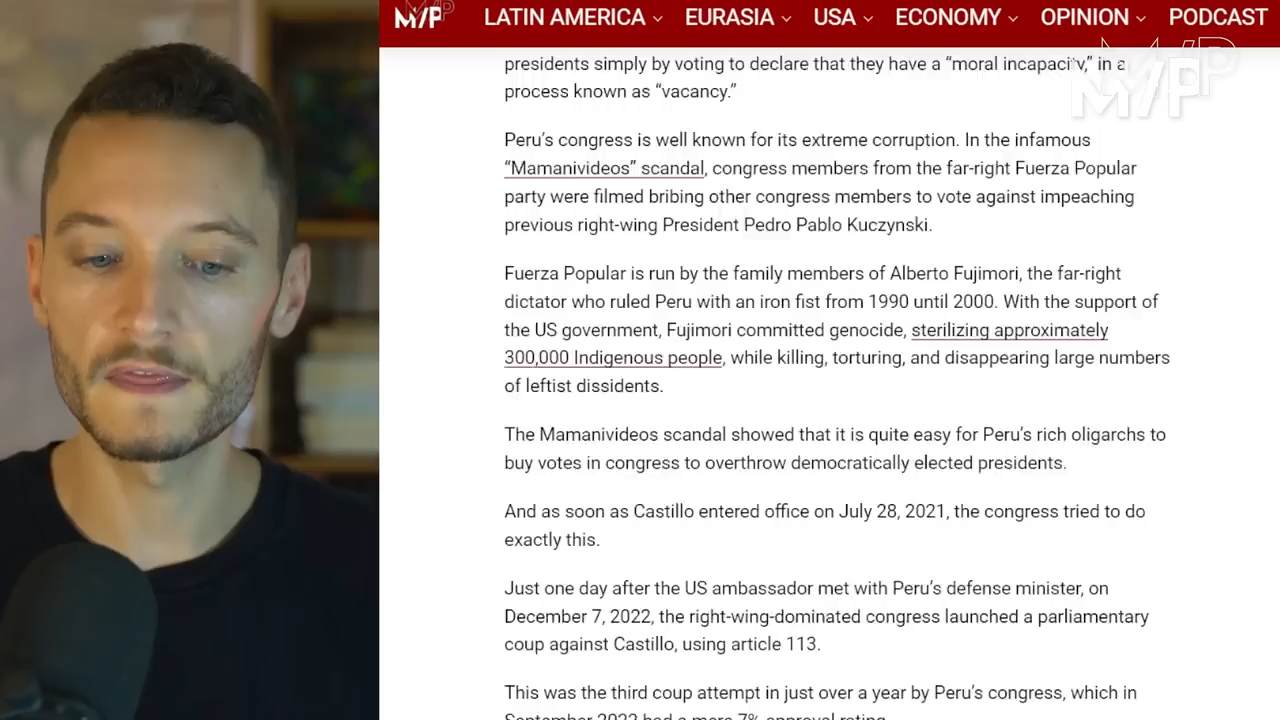 M/P LATIN AMERICA EURASIA USA ECONOMY OPINION PODCAST
presidents simply by voting to declare that they have a “moral incapacity,” in a
process known as “vacancy.”
M/P
Peru’s congress is well known for its extreme corruption. In the infamous
“Mamanivideos” scandal, congress members from the far-right Fuerza Popular
party were filmed bribing other congress members to vote against impeaching
previous right-wing President Pedro Pablo Kuczynski.
Fuerza Popular is run by the family members of Alberto Fujimori, the far-right
dictator who ruled Peru with an iron fist from 1990 until 2000. With the support of
the US government, Fujimori committed genocide, sterilizing approximately
300,000 Indigenous people, while killing, torturing, and disappearing large numbers
of leftist dissidents.
The Mamanivideos scandal showed that it is quite easy for Peru’s rich oligarchs to
buy votes in congress to overthrow democratically elected presidents.
And as soon as Castillo entered office on July 28, 2021, the congress tried to do
exactly this.
Just one day after the US ambassador met with Peru’s defense minister, on
December 7, 2022, the right-wing-dominated congress launched a parliamentary
coup against Castillo, using article 113.
This was the third coup attempt in just over a year by Peru’s congress, which in
September 2022 had a mere 7% approval rating.